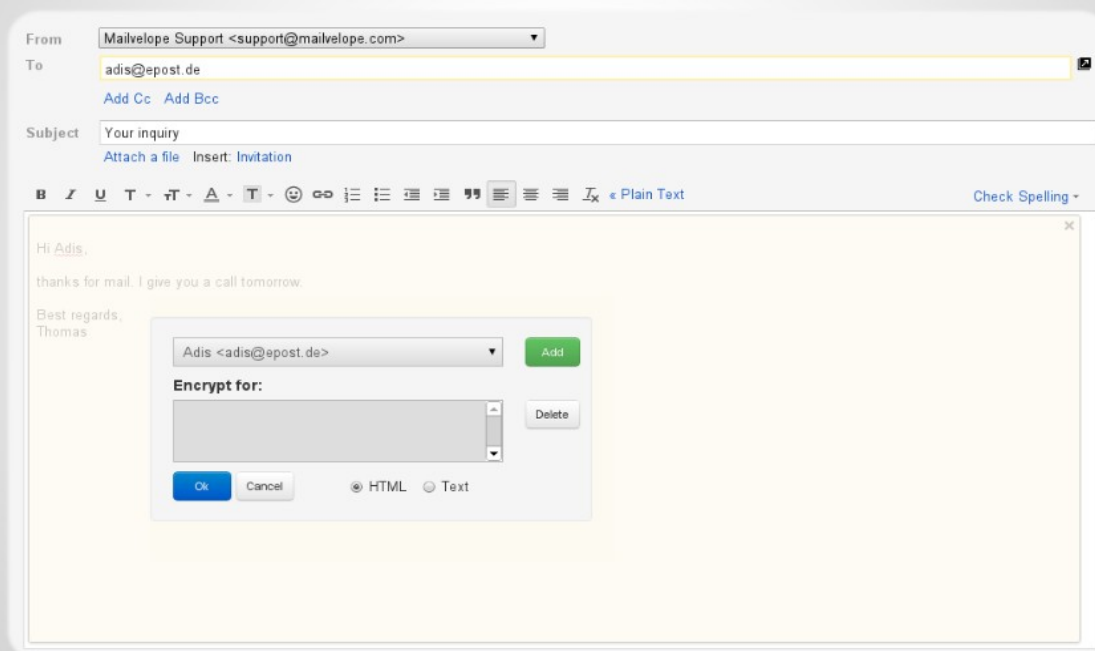 From Mailvelope Support <support@mailvelope.com>
To adis@epost.de
Add Cc Add Bcc
Subject Your inquiry
Attach a file Insert: Invitation
B I U T T A T « Plain Text Check Spelling
Hi Adis,
thanks for mail. I give you a call tomorrow.
Best regards,
Thomas
Adis <adis@epost.de> Add
Encrypt for:
Delete
Ok Cancel HTML Text